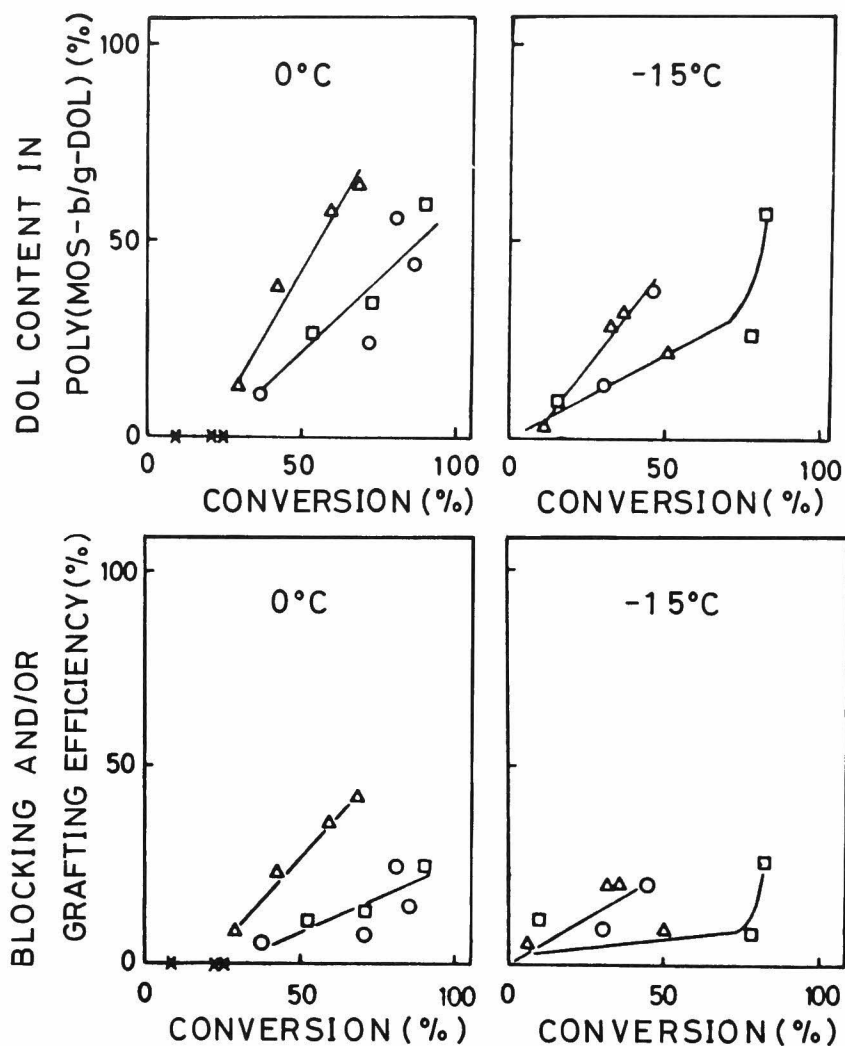 DOL CONTENT IN
POLY(MOS-b/g-DOL)(%)
100
50
0
0°C
0 50 100
CONVERSION(%)
-15°C
0 50 100
CONVERSION(%)
BLOCKING AND/OR
GRAFTING EFFICIENCY(%)
100
50
0
0°C
0 50 100
CONVERSION(%)
-15°C
0 50 100
CONVERSION(%)